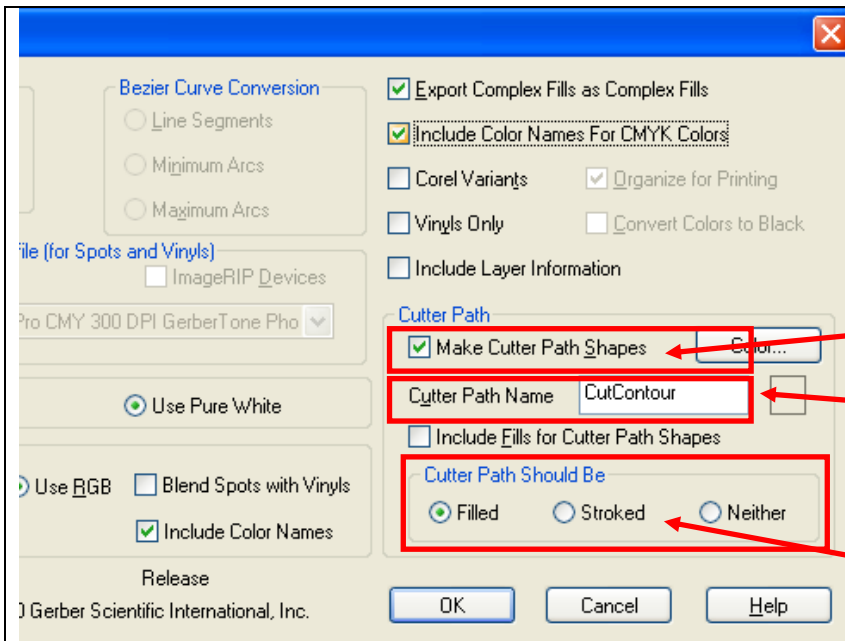 Bezier Curve Conversion
Line Segments
Minimum Arcs
Maximum Arcs
Export Complex Fills as Complex Fills
Include Color Names For CMYK Colors
Corel Variants
Organize for Printing
Vinyls Only
Convert Colors to Black
Include Layer Information
file (for Spots and Vinyls)
ImageRIP Devices
Pro CMY 300 DPI GerberTone Pho
Use Pure White
Use RGB
Blend Spots with Vinyls
Include Color Names
Cutter Path
Make Cutter Path Shapes
Color...
Cutter Path Name
CutContour
Include Fills for Cutter Path Shapes
Cutter Path Should Be
Filled
Stroked
Neither
Release
0 Gerber Scientific International, Inc.
OK
Cancel
Help